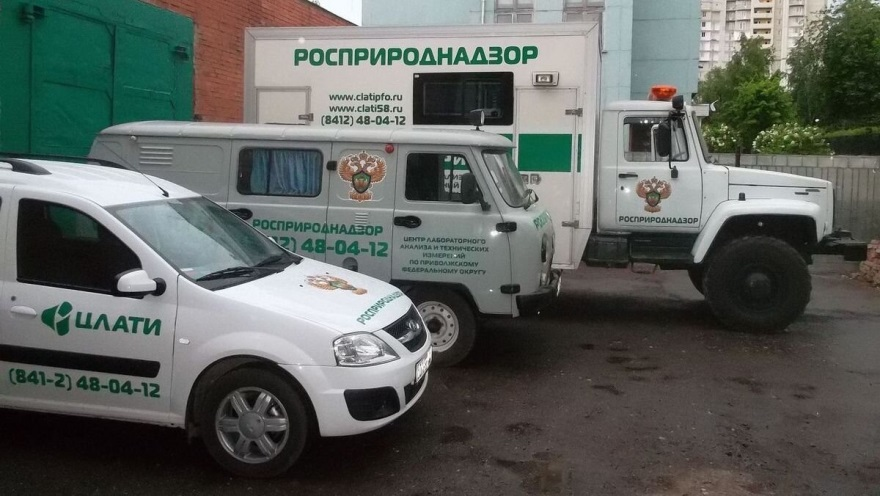 РОСПРИРОДНАДЗОР
www.clatipfo.ru
www.clati58.ru
(8412) 48-04-12
РОСПРИРОДНАДЗОР
РОСПРИРОДНАДЗОР
2) 48-04-12
ЦЕНТР ЛАБОРАТОРНОГО
АНАЛИЗА И ТЕХНИЧЕСКИХ
ИЗМЕРЕНИЙ
ПО ПРИВОЛЖСКОМУ
ФЕДЕРАЛЬНОМУ ОКРУГУ
РОСПРИРОДНАДЗОР
ЦЛАТИ
(841-2) 48-04-12